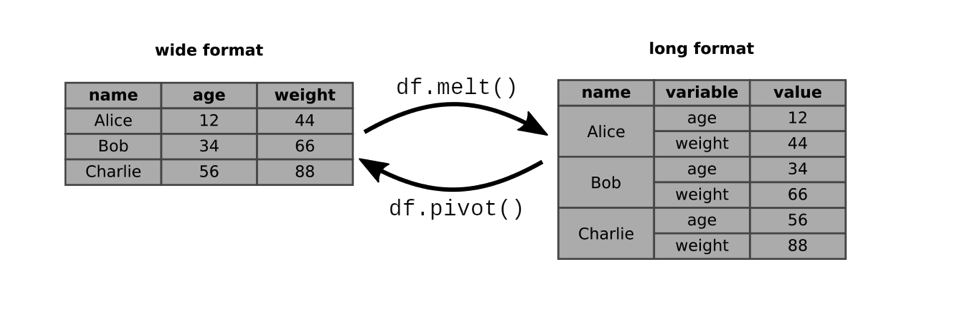 wide format
name age weight
Alice 12 44
Bob 34 66
Charlie 56 88
df.melt()
df.pivot()
long format
name variable value
Alice age 12
weight 44
Bob age 34
weight 66
Charlie age 56
weight 88